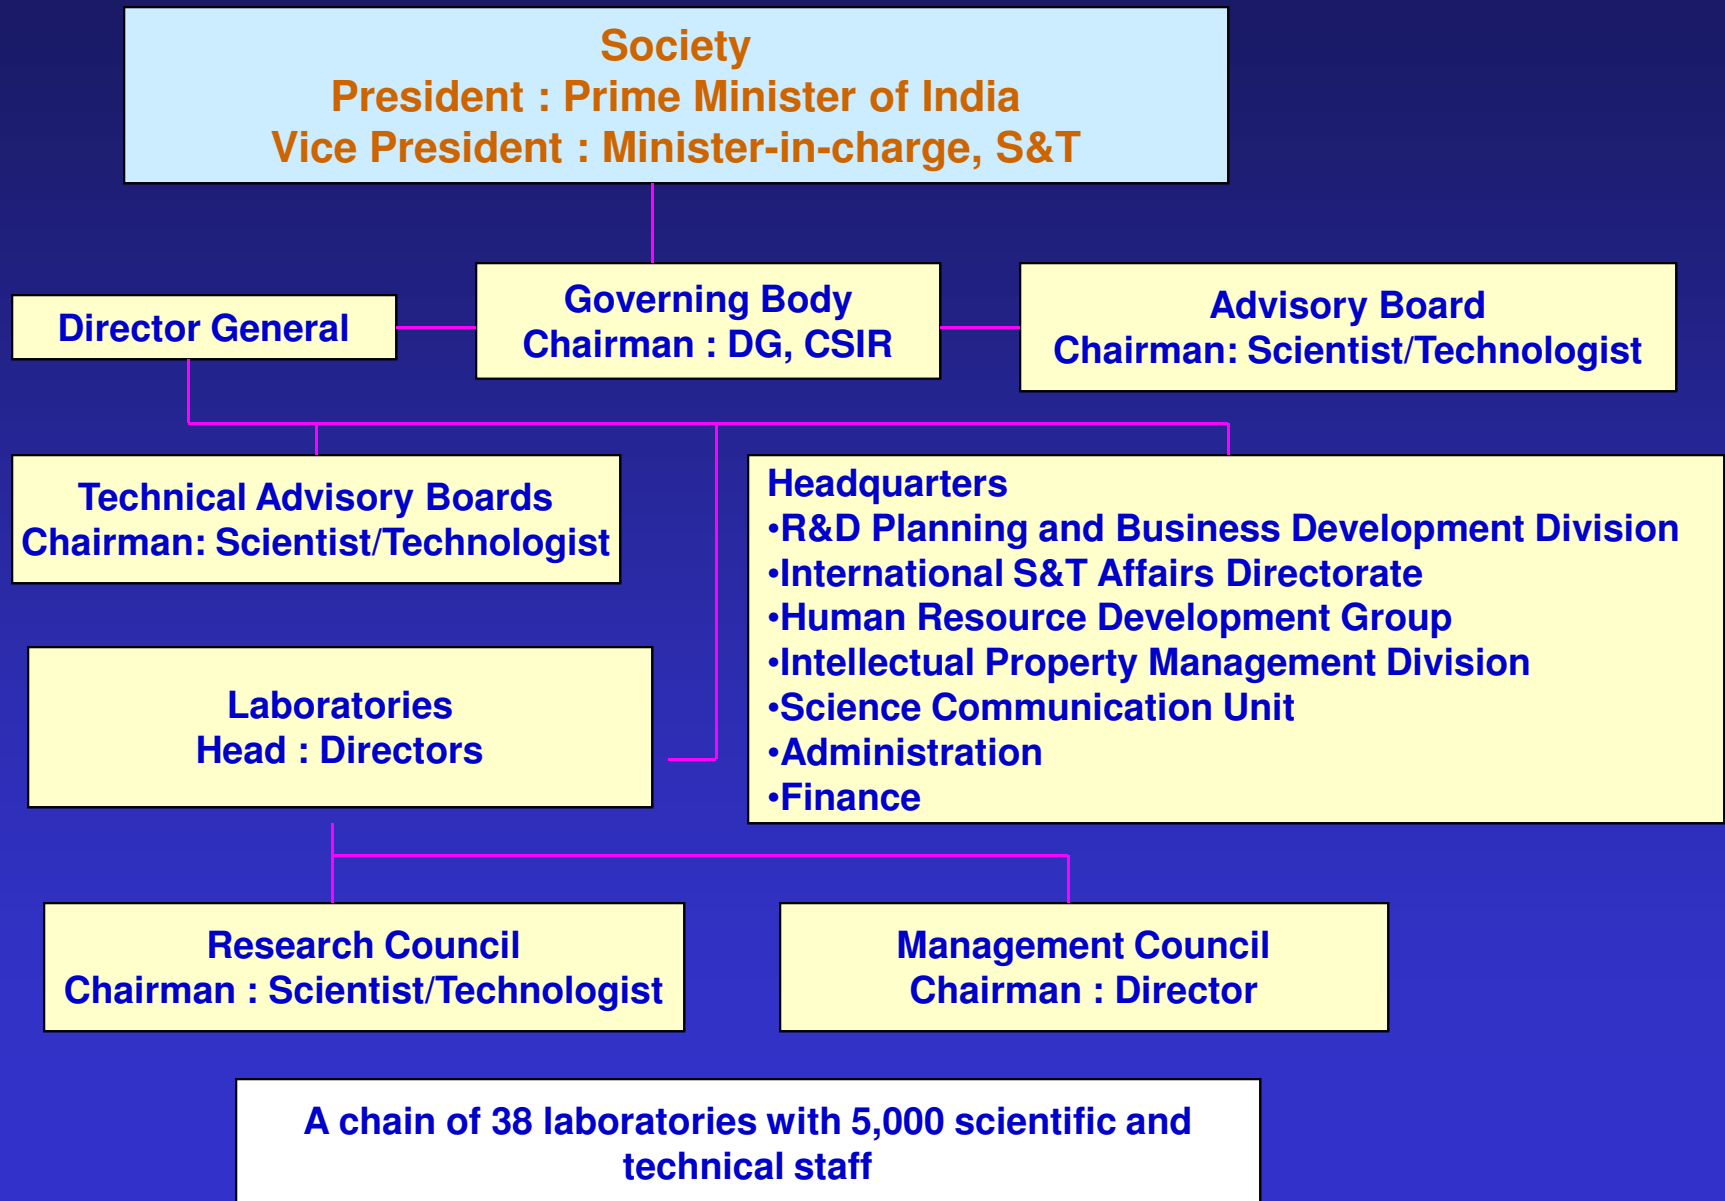 Society
President : Prime Minister of India
Vice President : Minister-in-charge, S&T
Director General
Governing Body
Chairman : DG, CSIR
Advisory Board
Chairman: Scientist/Technologist
Technical Advisory Boards
Chairman: Scientist/Technologist
Headquarters
•R&D Planning and Business Development Division
•International S&T Affairs Directorate
•Human Resource Development Group
•Intellectual Property Management Division
•Science Communication Unit
•Administration
•Finance
Laboratories
Head : Directors
Research Council
Chairman : Scientist/Technologist
Management Council
Chairman : Director
A chain of 38 laboratories with 5,000 scientific and
technical staff